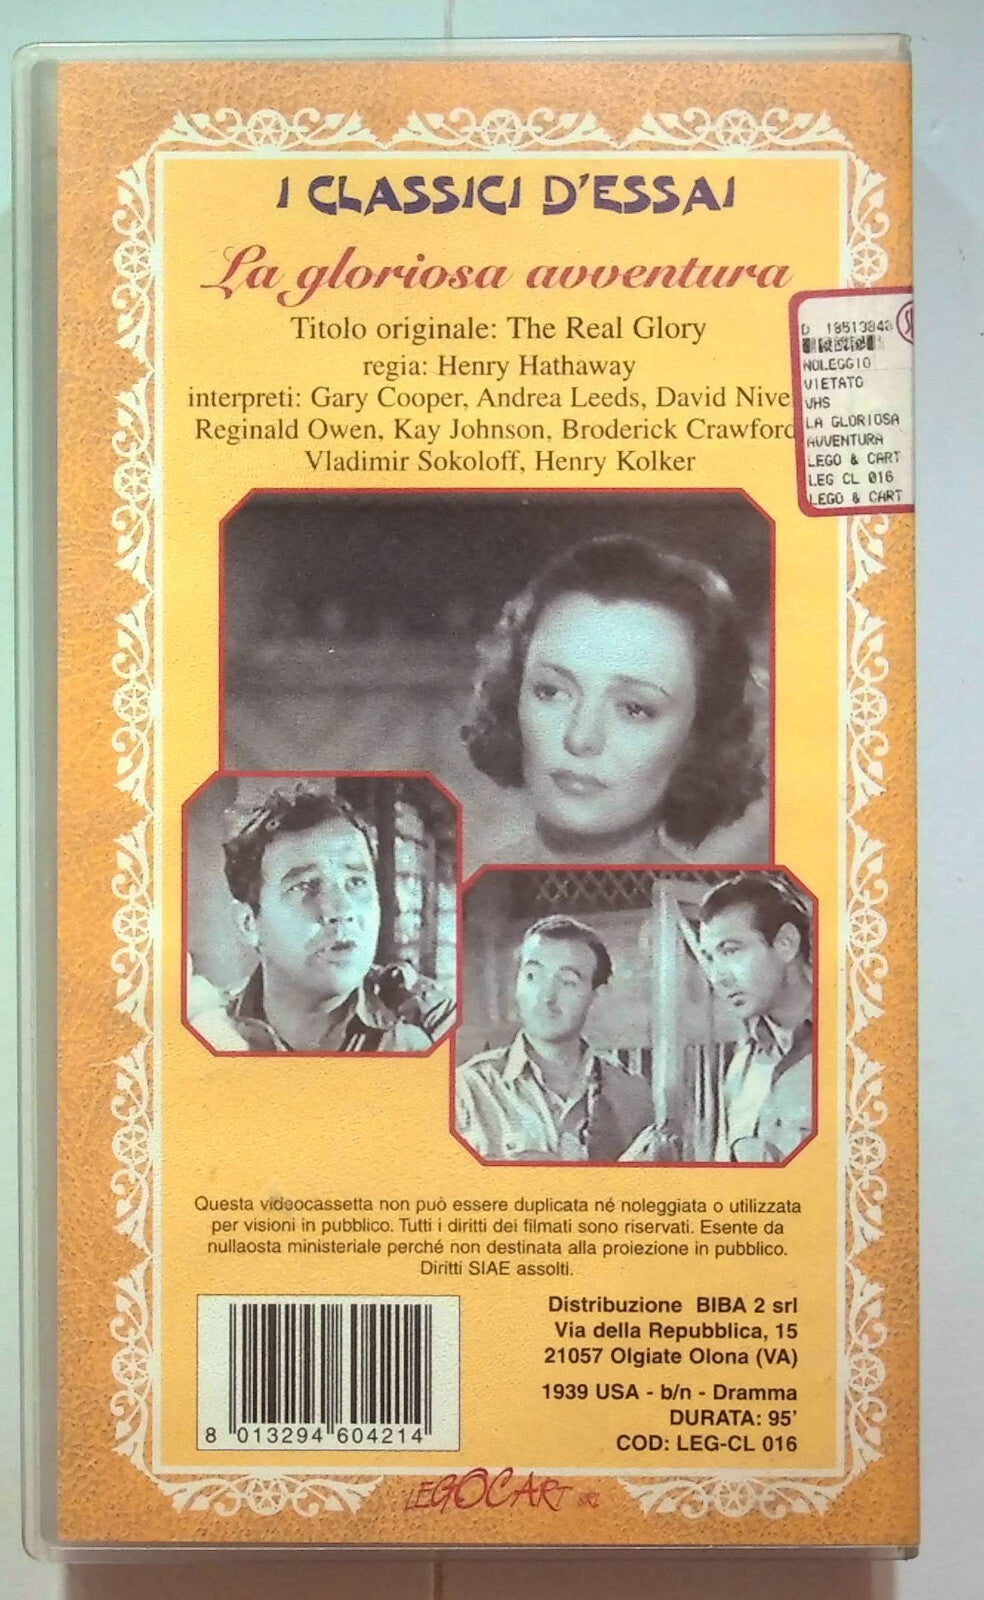 I CLASSICI D'ESSAI
La gloriosa avventura
Titolo originale: The Real Glory
regia: Henry Hathaway
interpreti: Gary Cooper, Andrea Leeds, David Nive
Reginald Owen, Kay Johnson, Broderick Crawford
Vladimir Sokoloff, Henry Kolker
NOLEGGIO
VIETATO
VHS
LA GLORIOSA
AVVENTURA
LEGO & CART
LEG CL 016
LEGO & CART
Questa videocassetta non può essere duplicata né noleggiata o utilizzata
per visioni in pubblico. Tutti i diritti dei filmati sono riservati. Esente da
nullaosta ministeriale perché non destinata alla proiezione in pubblico.
Diritti SIAE assolti.
Distribuzione BIBA 2 srl
Via della Repubblica, 15
21057 Olgiate Olona (VA)
1939 USA - b/n - Dramma
DURATA: 95'
COD: LEG-CL 016
8 013294 604214
LEGOCART SRL